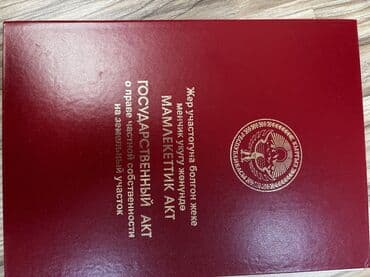 Жер участогуна болгон жеке
менчик укугу жөнүндө
МАМЛЕКЕТТИК АКТ
ГОСУДАРСТВЕННЫЙ АКТ
о праве частной собственности
на земельный участок